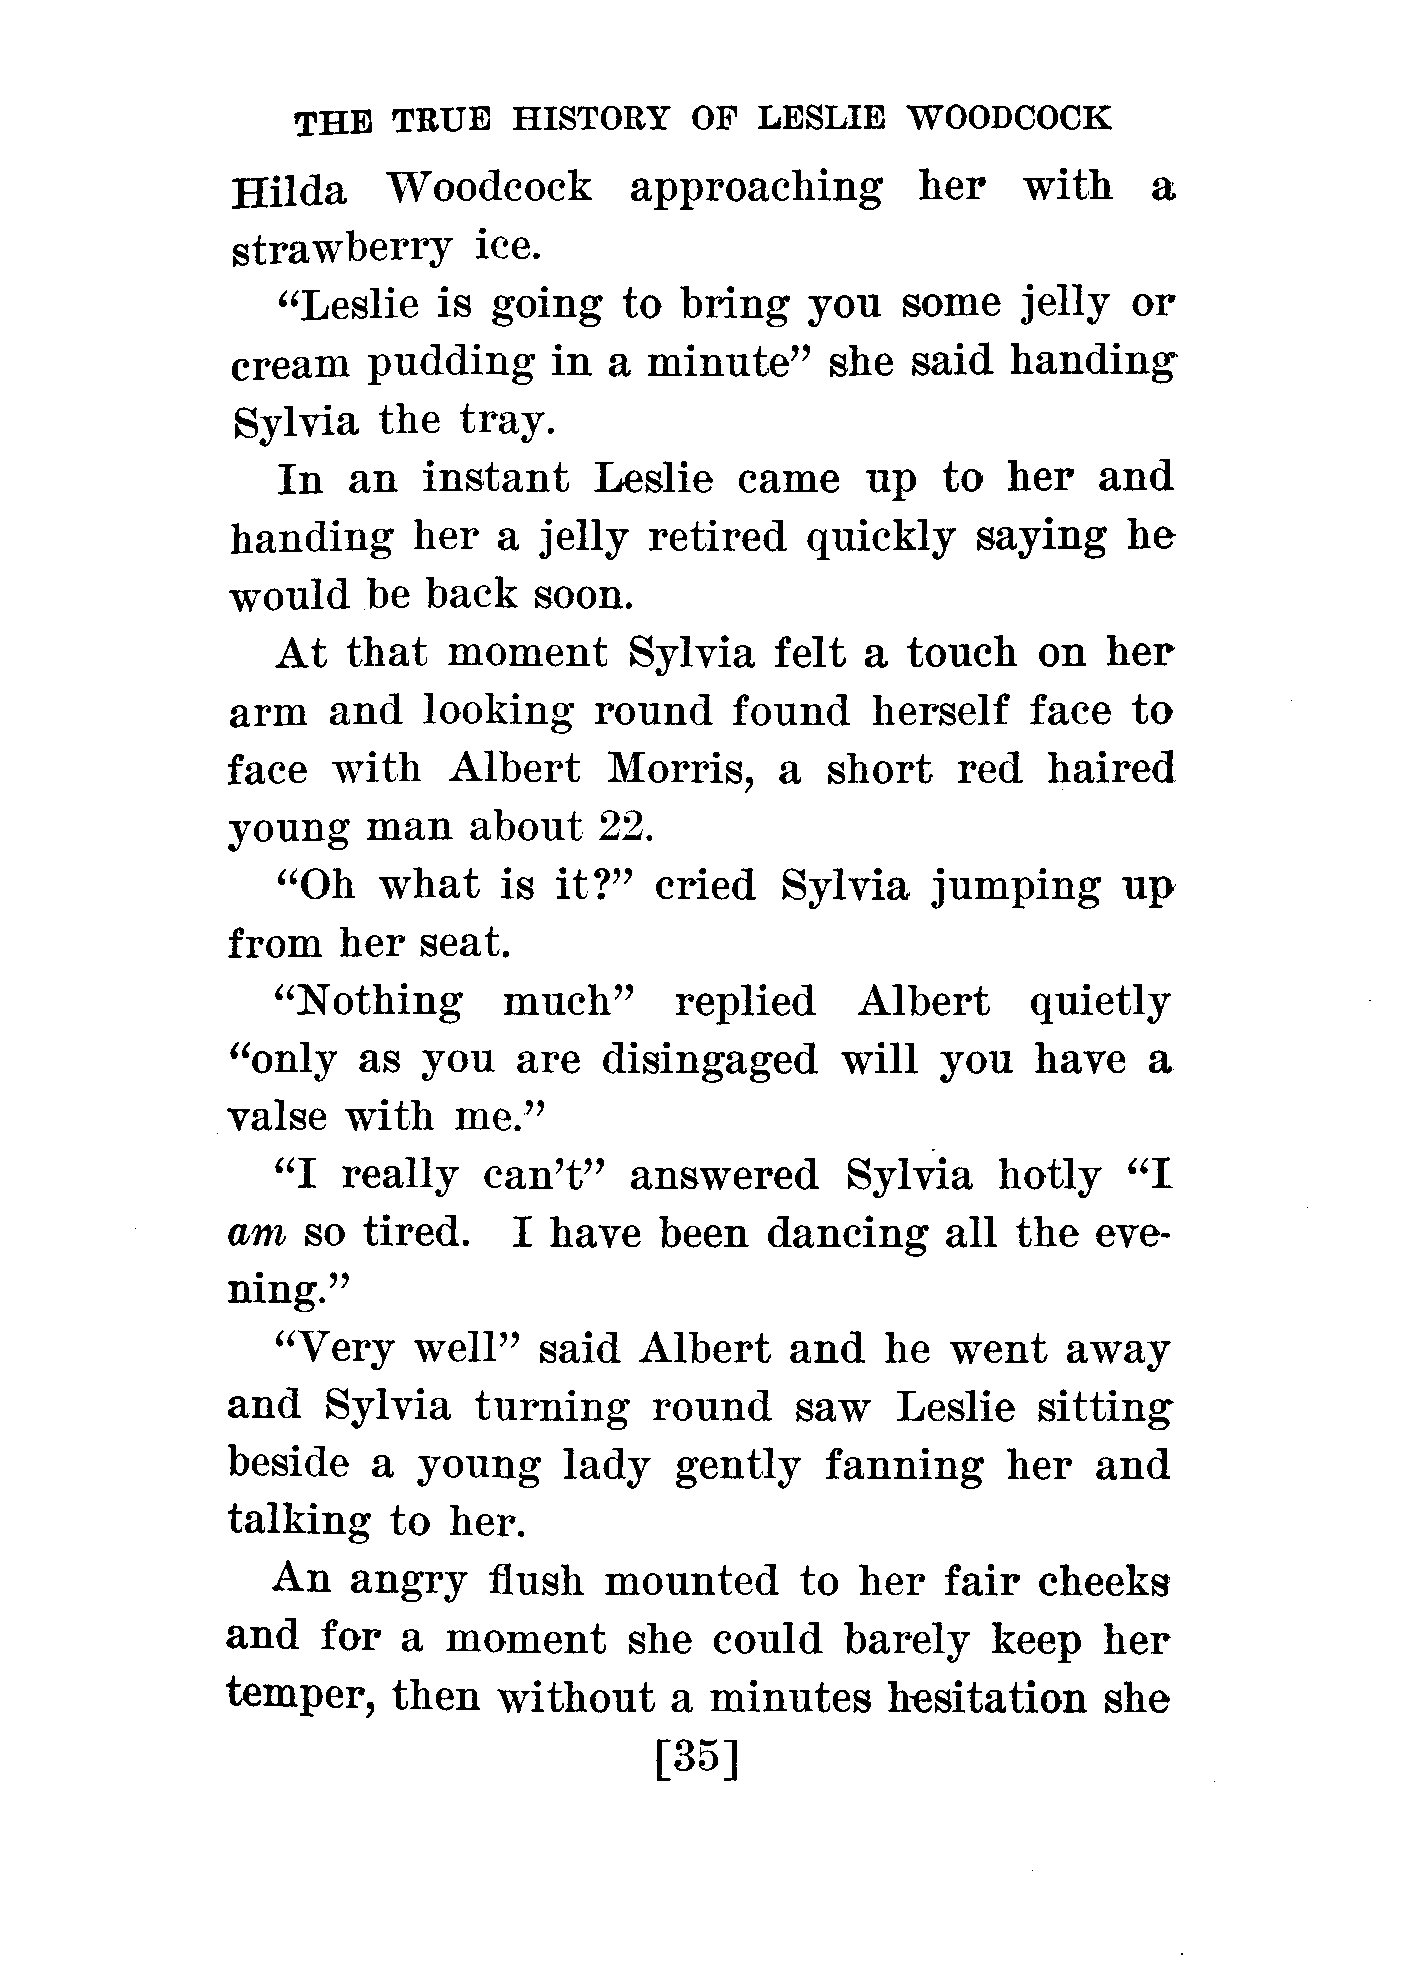 THE TRUE HISTORY OF LESLIE WOODCOCK
Hilda Woodcock approaching her with a
strawberry ice.
“Leslie is going to bring you some jelly or
cream pudding in a minute” she said handing
Sylvia the tray.
In an instant Leslie came up to her and
handing her a jelly retired quickly saying he
would be back soon.
At that moment Sylvia felt a touch on her
arm and looking round found herself face to
face with Albert Morris, a short red haired
young man about 22.
“Oh what is it?” cried Sylvia jumping up
from her seat.
“Nothing much” replied Albert quietly
“only as you are disingaged will you have a
valse with me.”
“I really can’t” answered Sylvia hotly “I
am so tired. I have been dancing all the eve-
ning.”
“Very well” said Albert and he went away
and Sylvia turning round saw Leslie sitting
beside a young lady gently fanning her and
talking to her.
An angry flush mounted to her fair cheeks
and for a moment she could barely keep her
temper, then without a minutes hesitation she
[35]